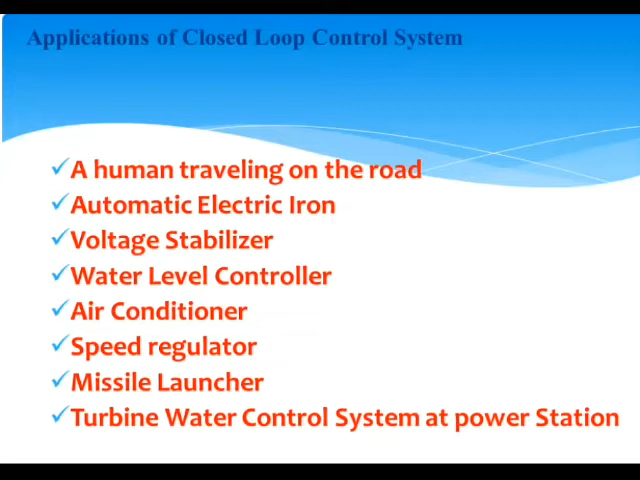 Applications of Closed Loop Control System
✓A human traveling on the road
✓Automatic Electric Iron
✓Voltage Stabilizer
✓Water Level Controller
✓Air Conditioner
✓Speed regulator
✓Missile Launcher
✓Turbine Water Control System at power Station